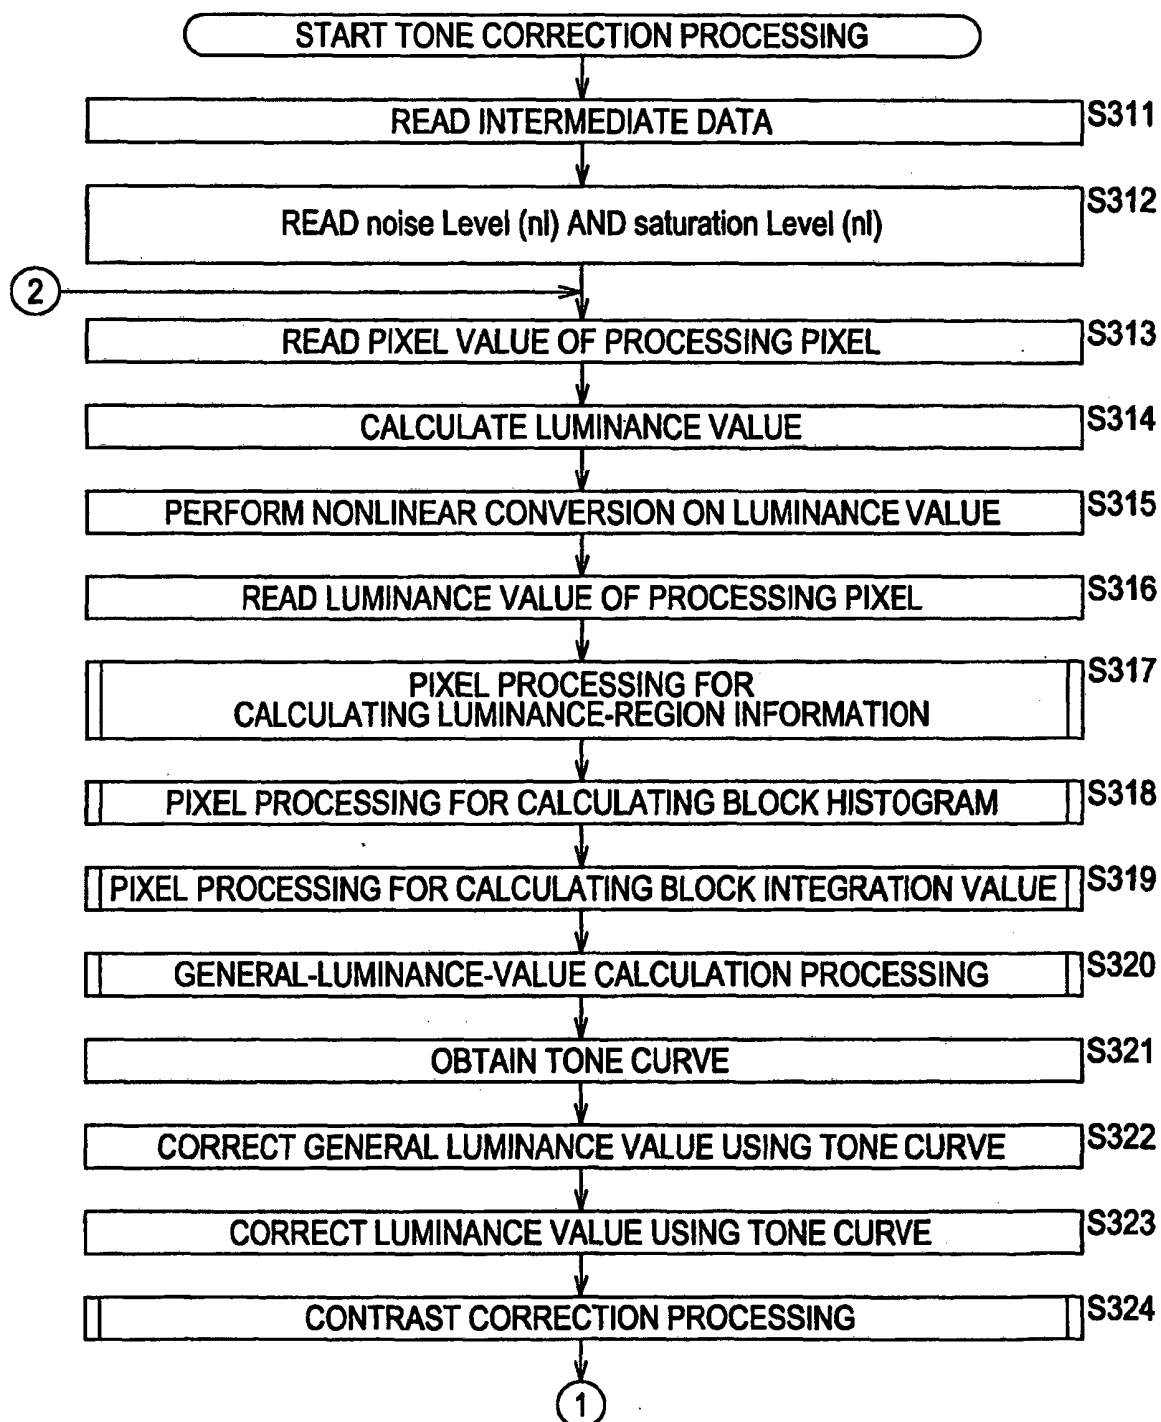 START TONE CORRECTION PROCESSING
READ INTERMEDIATE DATA
S311
READ noise Level (nl) AND saturation Level (nl)
S312
2
READ PIXEL VALUE OF PROCESSING PIXEL
S313
CALCULATE LUMINANCE VALUE
S314
PERFORM NONLINEAR CONVERSION ON LUMINANCE VALUE
S315
READ LUMINANCE VALUE OF PROCESSING PIXEL
S316
PIXEL PROCESSING FOR
CALCULATING LUMINANCE-REGION INFORMATION
S317
PIXEL PROCESSING FOR CALCULATING BLOCK HISTOGRAM
S318
PIXEL PROCESSING FOR CALCULATING BLOCK INTEGRATION VALUE
S319
GENERAL-LUMINANCE-VALUE CALCULATION PROCESSING
S320
OBTAIN TONE CURVE
S321
CORRECT GENERAL LUMINANCE VALUE USING TONE CURVE
S322
CORRECT LUMINANCE VALUE USING TONE CURVE
S323
CONTRAST CORRECTION PROCESSING
S324
1